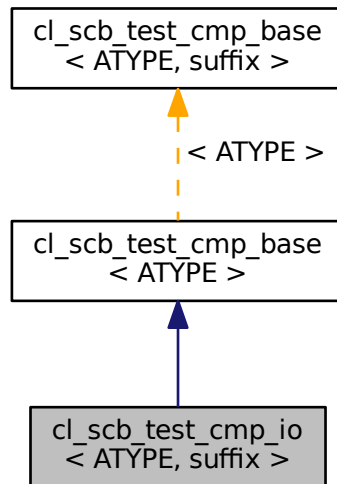 cl_scb_test_cmp_base
< ATYPE, suffix >
< ATYPE >
cl_scb_test_cmp_base
< ATYPE >
cl_scb_test_cmp_io
< ATYPE, suffix >